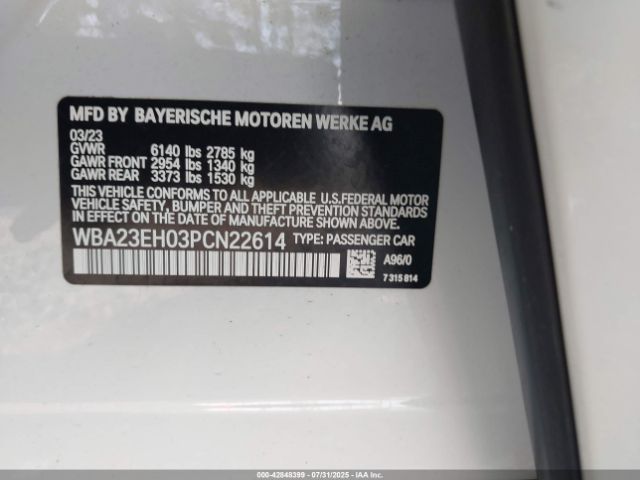 MFD BY BAYERISCHE MOTOREN WERKE AG
03/23
GVWR 6140 lbs 2785 kg
GAWR FRONT 2954 lbs 1340 kg
GAWR REAR 3373 lbs 1530 kg
THIS VEHICLE CONFORMS TO ALL APPLICABLE U.S.FEDERAL MOTOR
VEHICLE SAFETY, BUMPER AND THEFT PREVENTION STANDARDS
IN EFFECT ON THE DATE OF MANUFACTURE SHOWN ABOVE.
WBA23EH03PCN22614 TYPE: PASSENGER CAR
A96/0
7315814
000-42848399 - 07/31/2025 - IAA Inc. Copyright